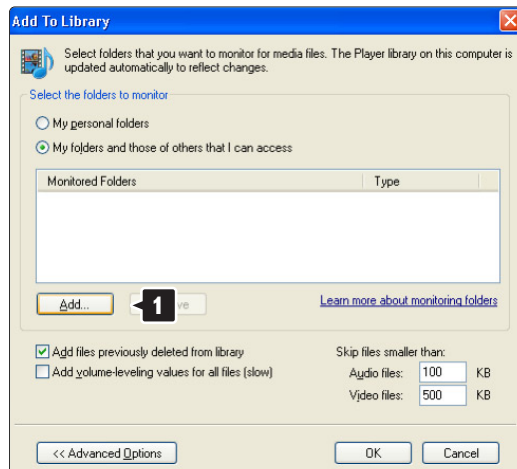 Add To Library
Select folders that you want to monitor for media files. The Player library on this computer is
updated automatically to reflect changes.
Select the folders to monitor
My personal folders
My folders and those of others that I can access
Monitored Folders Type
Add... 1
Learn more about monitoring folders
Add files previously deleted from library
Add volume-leveling values for all files (slow)
Skip files smaller than:
Audio files: 100 KB
Video files: 500 KB
<< Advanced Options OK Cancel